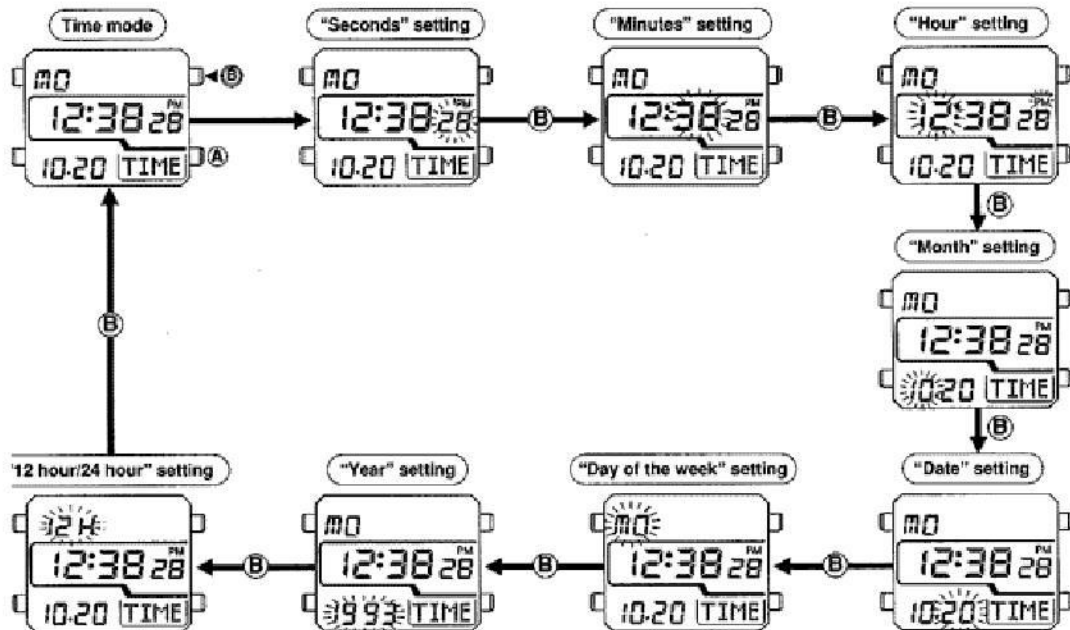 Time mode
"Seconds" setting
"Minutes" setting
"Hour" setting
MO
B
PM
12:38 28
A
10.20 TIME
MO
PM
12:38 28
10.20 TIME
B
MO
PM
12:38 28
10.20 TIME
B
MO
PM
12:38 28
10.20 TIME
B
"Month" setting
MO
PM
12:38 28
10.20 TIME
B
B
"12 hour/24 hour" setting
"Year" setting
"Day of the week" setting
"Date" setting
12H
PM
12:38 28
10.20 TIME
B
MO
PM
12:38 28
1993 TIME
B
MO
PM
12:38 28
10.20 TIME
B
MO
PM
12:38 28
10.20 TIME